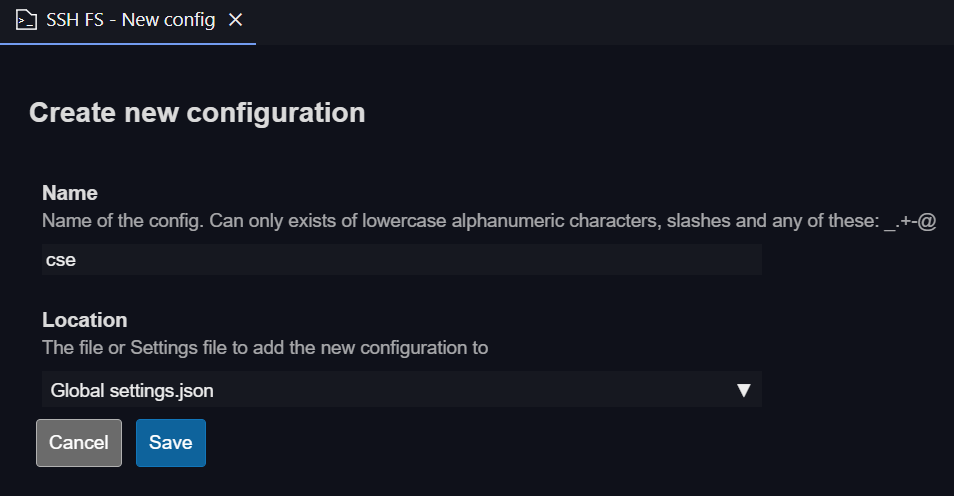 SSH FS - New config
Create new configuration
Name
Name of the config. Can only exists of lowercase alphanumeric characters, slashes and any of these: _.+-@
cse
Location
The file or Settings file to add the new configuration to
Global settings.json
Cancel Save